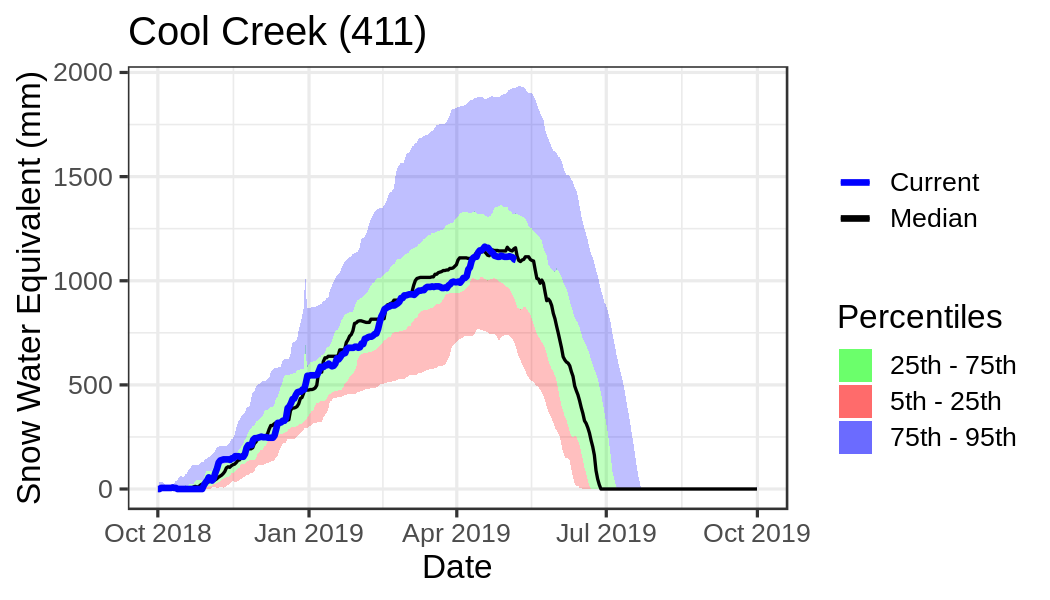 Cool Creek (411)
Snow Water Equivalent (mm)
2000
1500
1000
500
0
Oct 2018
Jan 2019
Apr 2019
Jul 2019
Oct 2019
Date
Current
Median
Percentiles
25th - 75th
5th - 25th
75th - 95th